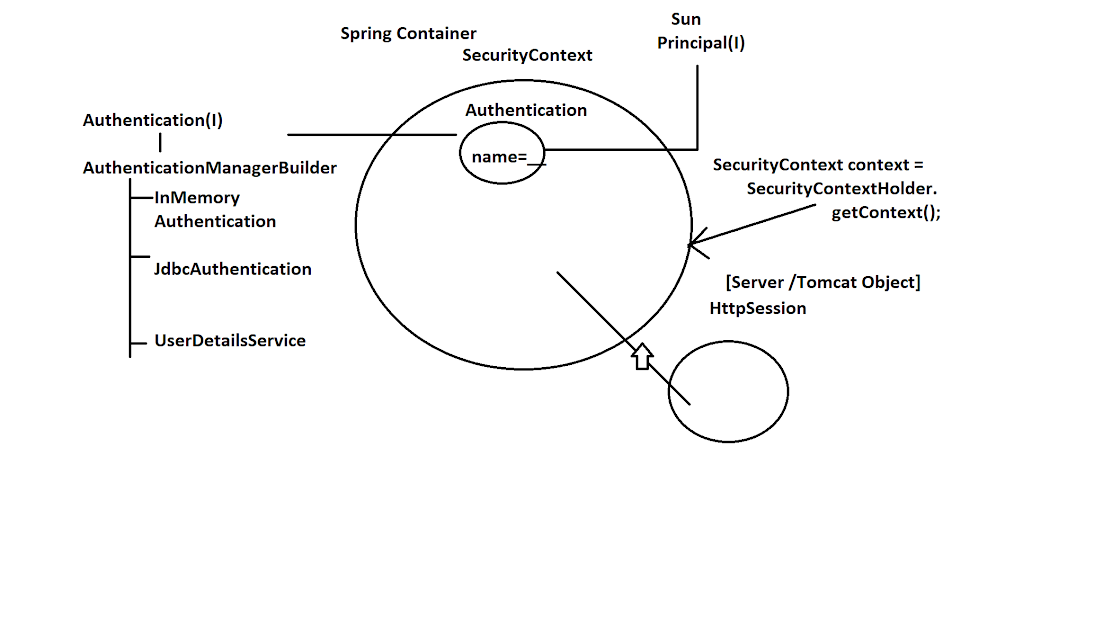 Spring Container
SecurityContext
Sun
Principal(I)
Authentication(I)
AuthenticationManagerBuilder
InMemory
Authentication
JdbcAuthentication
UserDetailsService
Authentication
name=__
SecurityContext context =
SecurityContextHolder.
getContext();
[Server /Tomcat Object]
HttpSession